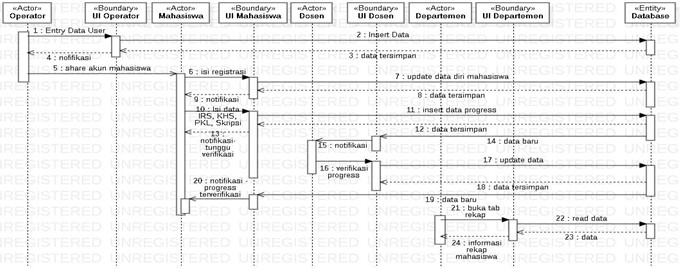 «Actor»
Operator
«Boundary»
UI Operator
«Actor»
Mahasiswa
«Boundary»
UI Mahasiswa
«Actor»
Dosen
«Boundary»
UI Dosen
«Actor»
Departemen
«Boundary»
UI Departemen
«Entity»
Database
1 : Entry Data User
2 : Insert Data
3 : data tersimpan
4 : notifikasi
5 : share akun mahasiswa
6 : isi registrasi
7 : update data diri mahasiswa
8 : data tersimpan
9 : notifikasi
10 : Isi data
IRS, KHS,
PKL, Skripsi
11 : insert data progress
12 : data tersimpan
13 :
notifikasi-
tunggu
verifikasi
14 : data baru
15 : notifikasi
16 : verifikasi
progress
17 : update data
18 : data tersimpan
19 : data baru
20 : notifikasi
progress
terverifikasi
21 : buka tab
rekap
22 : read data
23 : data
24 : informasi
rekap
mahasiswa
UNREGISTERED